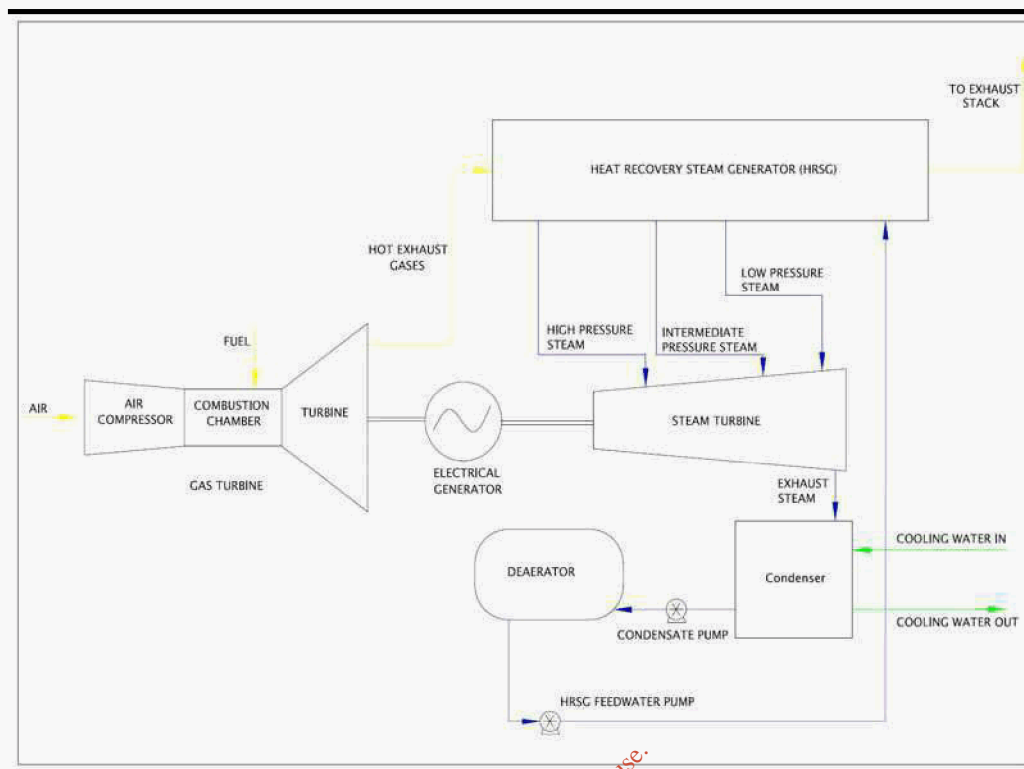 TO EXHAUST
STACK
HEAT RECOVERY STEAM GENERATOR (HRSG)
HOT EXHAUST
GASES
LOW PRESSURE
STEAM
HIGH PRESSURE
STEAM
INTERMEDIATE
PRESSURE STEAM
FUEL
AIR
AIR
COMPRESSOR
COMBUSTION
CHAMBER
TURBINE
STEAM TURBINE
ELECTRICAL
GENERATOR
GAS TURBINE
EXHAUST
STEAM
COOLING WATER IN
DEAERATOR
Condenser
COOLING WATER OUT
CONDENSATE PUMP
HRSG FEEDWATER PUMP